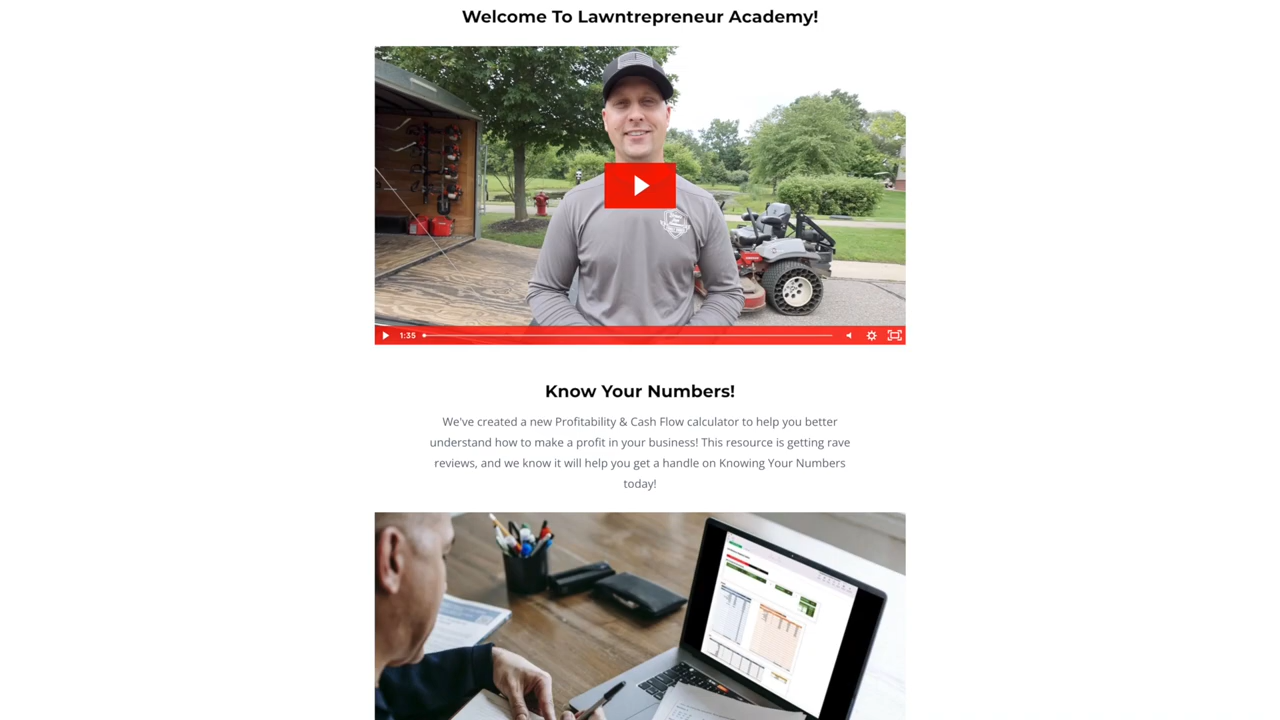 Welcome To Lawntrepreneur Academy!
1:35
Know Your Numbers!
We've created a new Profitability & Cash Flow calculator to help you better
understand how to make a profit in your business! This resource is getting rave
reviews, and we know it will help you get a handle on Knowing Your Numbers
today!